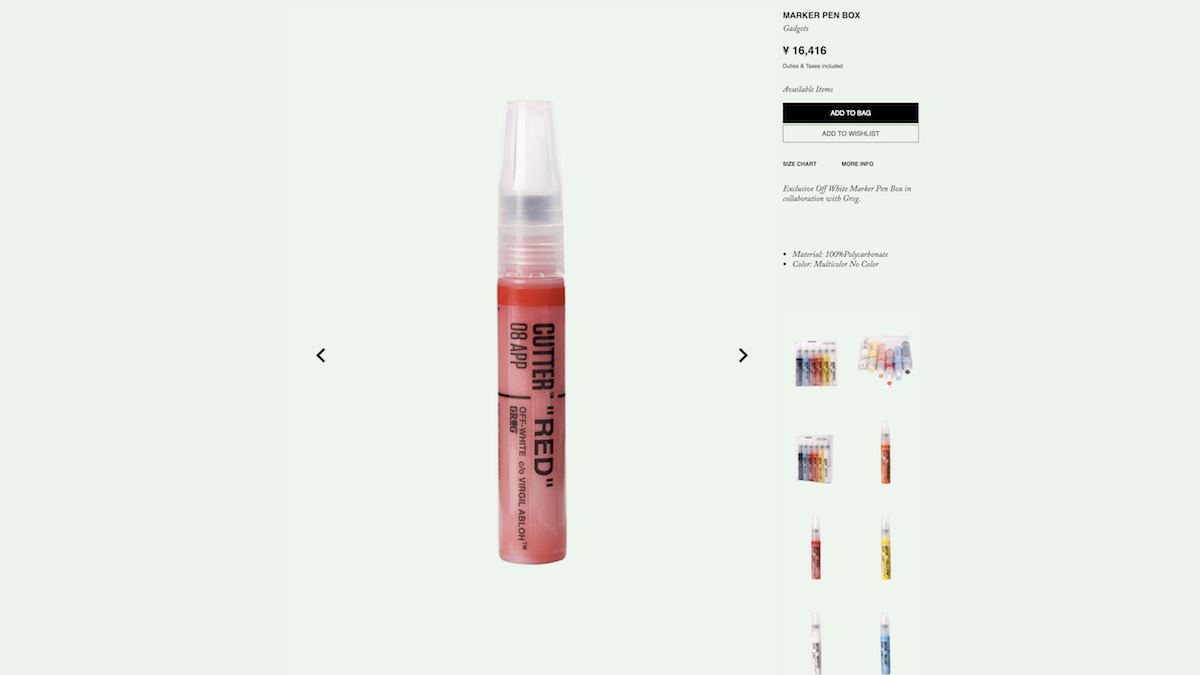 MARKER PEN BOX
Gadgets
¥ 16,416
Duties & Taxes included
Available Items
ADD TO BAG
ADD TO WISHLIST
SIZE CHART MORE INFO
Exclusive Off White Marker Pen Box in
collaboration with Grog.
• Material: 100%Polycarbonate
• Color: Multicolor No Color
CUTTER™ "RED"
08 APP
OFF-WHITE c/o VIRGIL ABLOH™
GROG